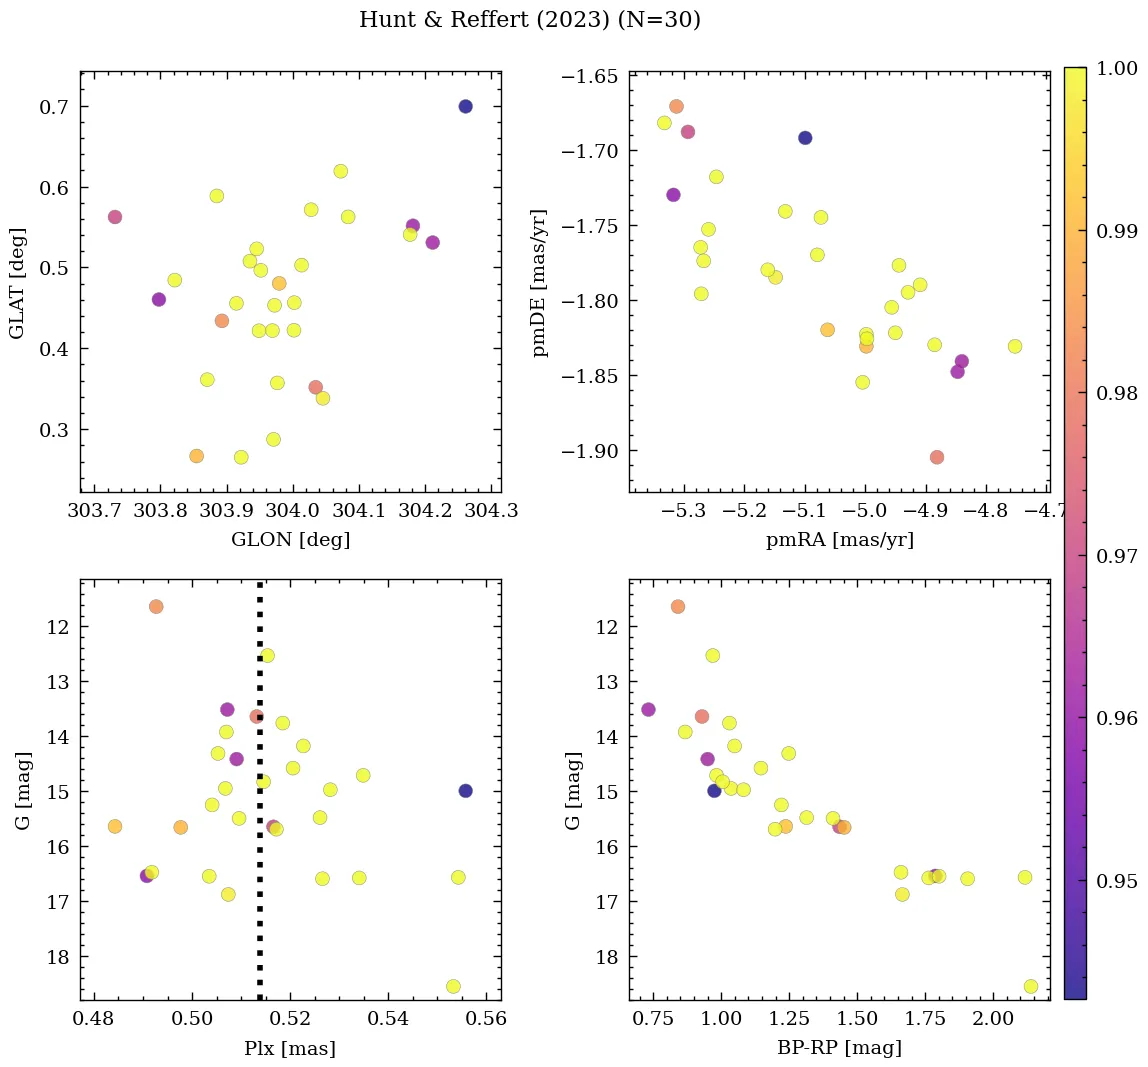 Hunt & Reffert (2023) (N=30)
GLAT [deg]
0.7
0.6
0.5
0.4
0.3
303.7 303.8 303.9 304.0 304.1 304.2 304.3
GLON [deg]
pmDE [mas/yr]
−1.65
−1.70
−1.75
−1.80
−1.85
−1.90
−5.3 −5.2 −5.1 −5.0 −4.9 −4.8 −4.7
pmRA [mas/yr]
G [mag]
12
13
14
15
16
17
18
0.48 0.50 0.52 0.54 0.56
Plx [mas]
G [mag]
12
13
14
15
16
17
18
0.75 1.00 1.25 1.50 1.75 2.00
BP-RP [mag]
1.00
0.99
0.98
0.97
0.96
0.95